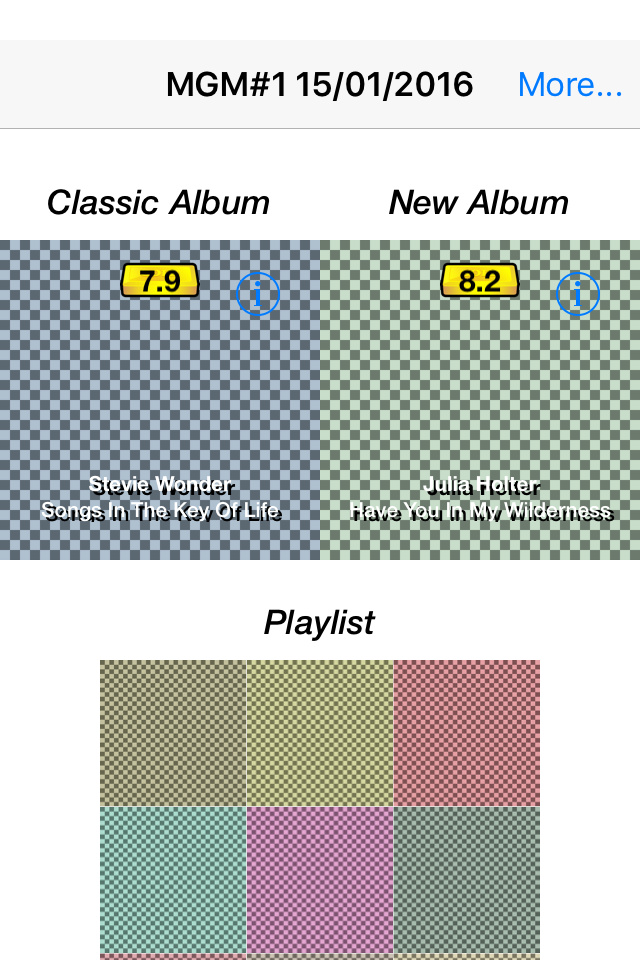 MGM#1 15/01/2016
More...
Classic Album
New Album
7.9
i
8.2
i
Stevie Wonder
Songs In The Key Of Life
Julia Holter
Have You In My Wilderness
Playlist